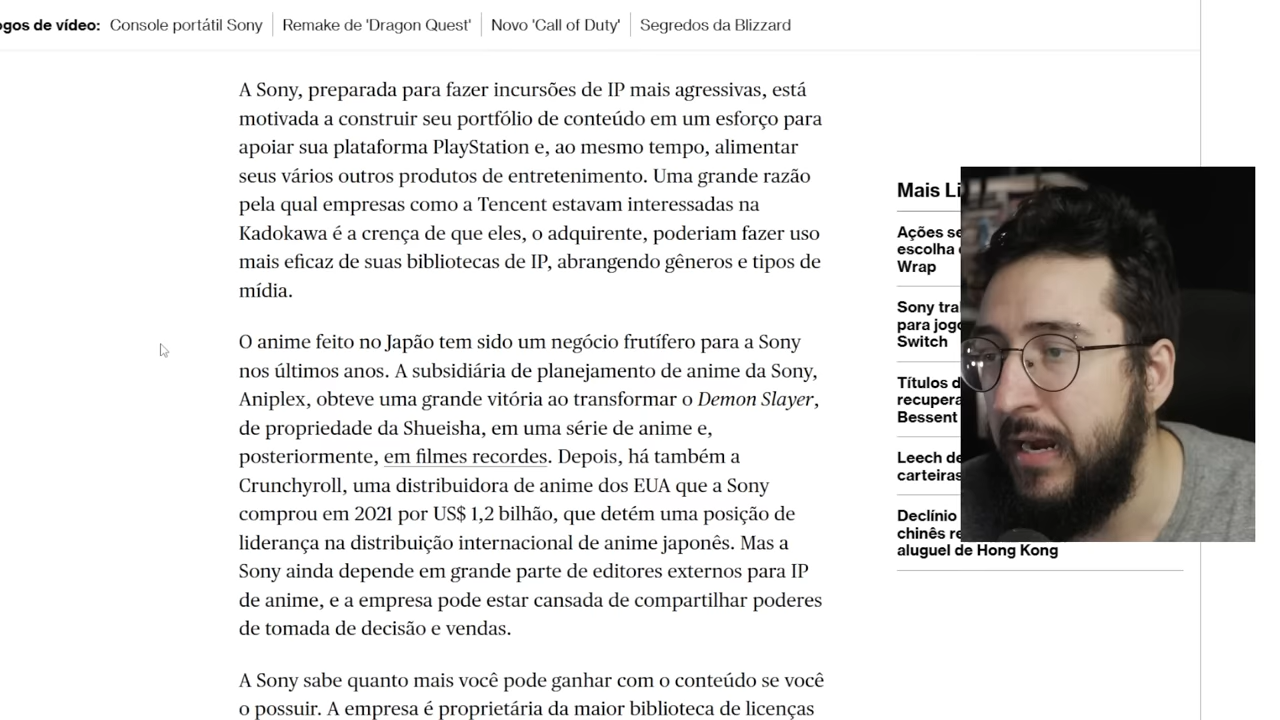 ogos de vídeo: Console portátil Sony Remake de 'Dragon Quest' Novo 'Call of Duty' Segredos da Blizzard
A Sony, preparada para fazer incursões de IP mais agressivas, está
motivada a construir seu portfólio de conteúdo em um esforço para
apoiar sua plataforma PlayStation e, ao mesmo tempo, alimentar
seus vários outros produtos de entretenimento. Uma grande razão
pela qual empresas como a Tencent estavam interessadas na
Kadokawa é a crença de que eles, o adquirente, poderiam fazer uso
mais eficaz de suas bibliotecas de IP, abrangendo gêneros e tipos de
mídia.
O anime feito no Japão tem sido um negócio frutífero para a Sony
nos últimos anos. A subsidiária de planejamento de anime da Sony,
Aniplex, obteve uma grande vitória ao transformar o Demon Slayer,
de propriedade da Shueisha, em uma série de anime e,
posteriormente, em filmes recordes. Depois, há também a
Crunchyroll, uma distribuidora de anime dos EUA que a Sony
comprou em 2021 por US$ 1,2 bilhão, que detém uma posição de
liderança na distribuição internacional de anime japonês. Mas a
Sony ainda depende em grande parte de editores externos para IP
de anime, e a empresa pode estar cansada de compartilhar poderes
de tomada de decisão e vendas.
A Sony sabe quanto mais você pode ganhar com o conteúdo se você
o possuir. A empresa é proprietária da maior biblioteca de licenças
Mais Li
Ações se
escolha
Wrap
Sony tra
para jogo
Switch
Títulos d
recupera
Bessent
Leech de
carteiras
Declínio
chinês re
aluguel de Hong Kong